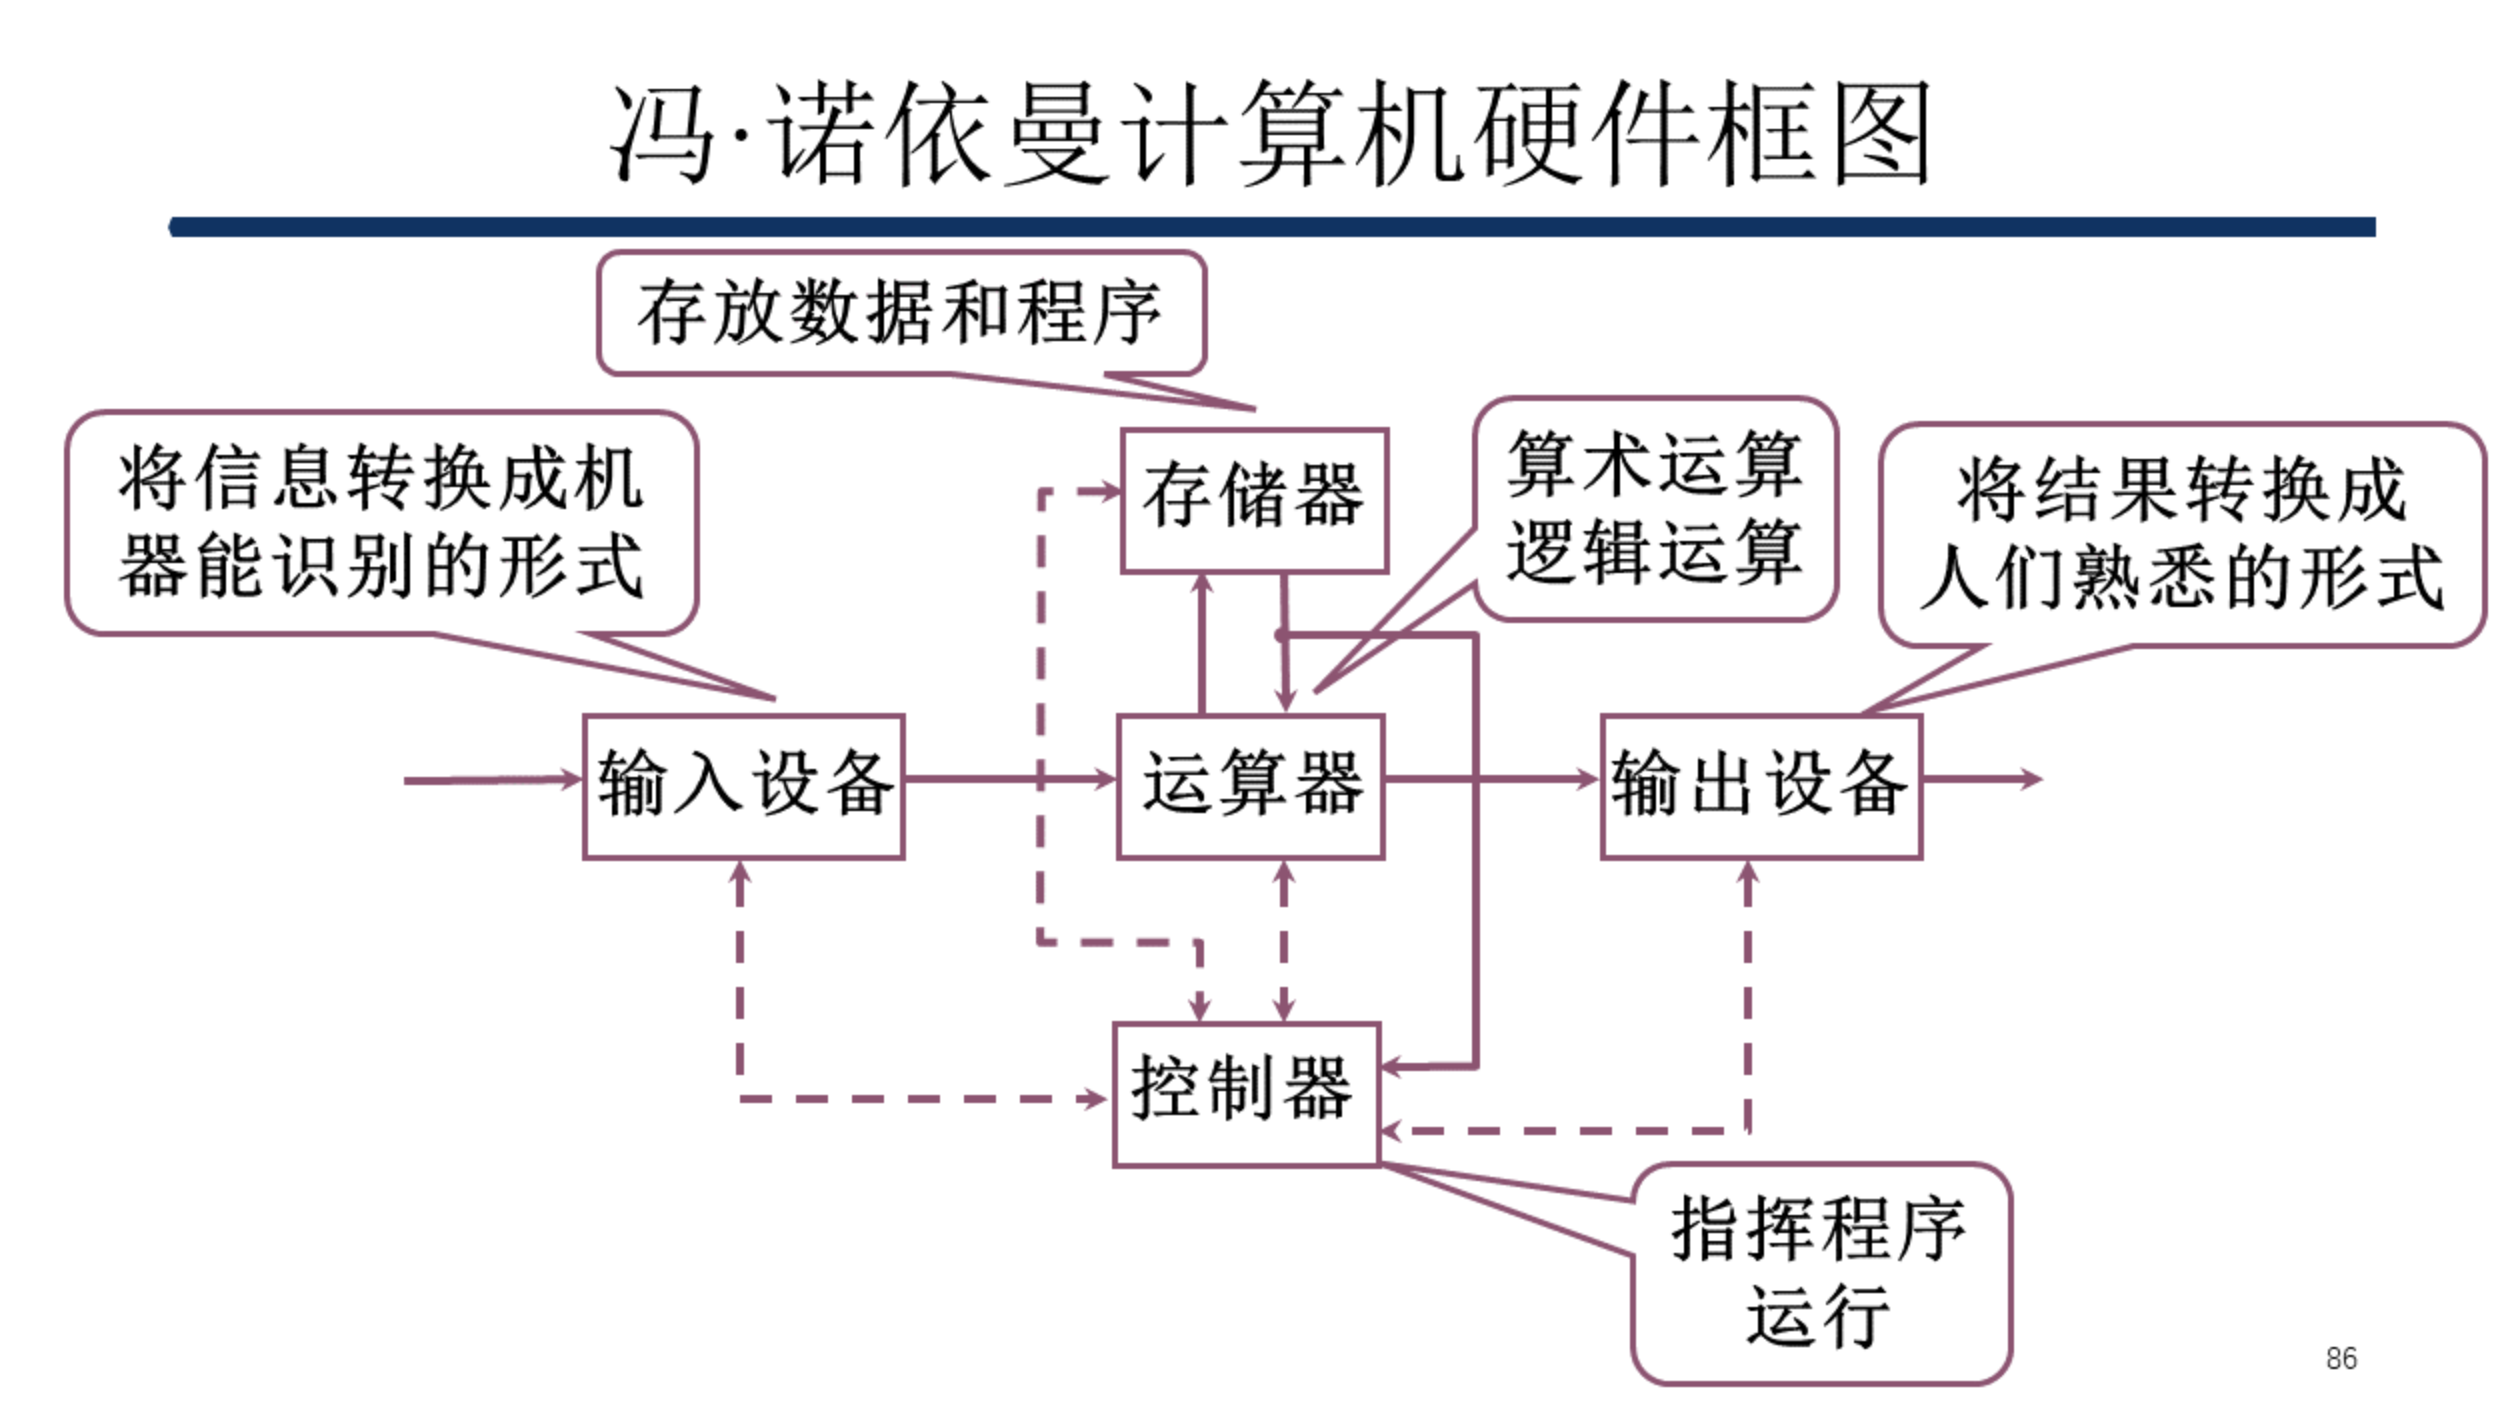 冯·诺依曼计算机硬件框图
存放数据和程序
将信息转换成机
器能识别的形式
存储器
算术运算
逻辑运算
将结果转换成
人们熟悉的形式
输入设备
运算器
输出设备
控制器
指挥程序
运行
86